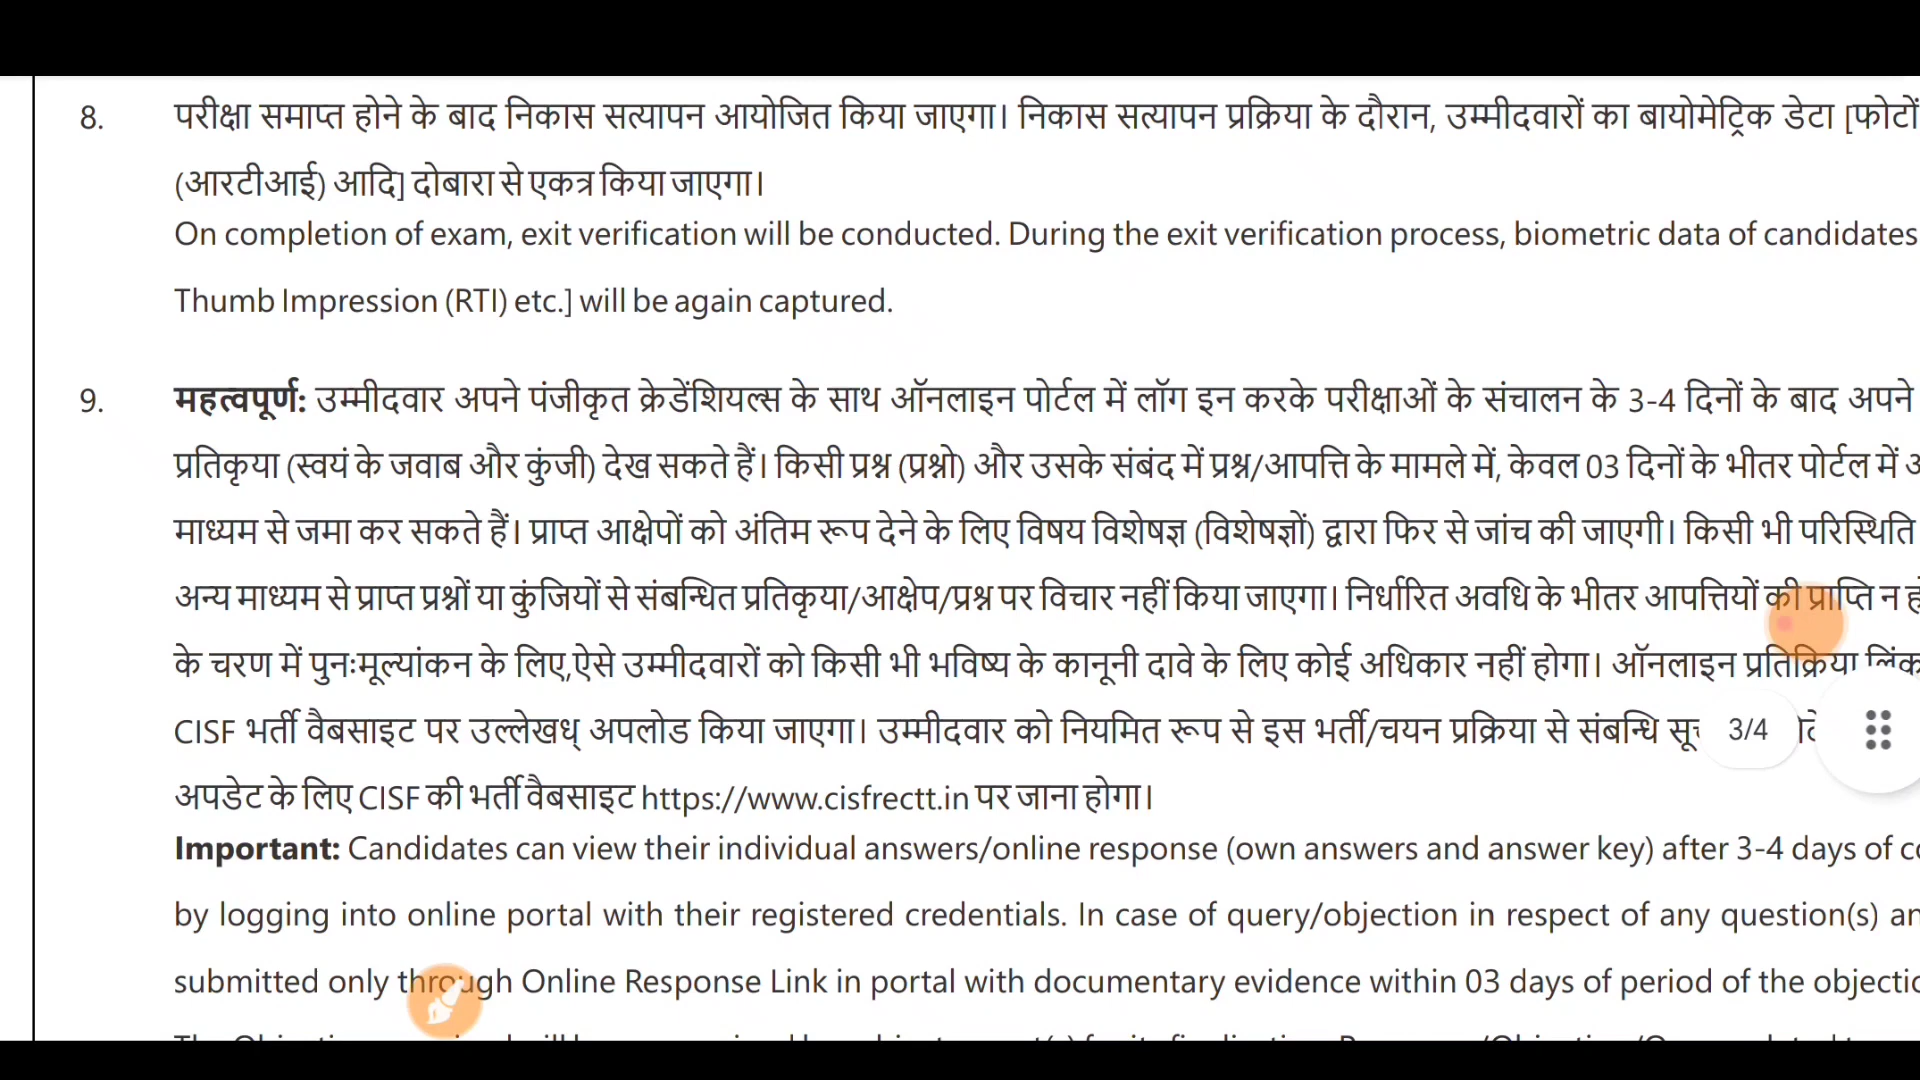 8. परीक्षा समाप्त होने के बाद निकास सत्यापन आयोजित किया जाएगा। निकास सत्यापन प्रक्रिया के दौरान, उम्मीदवारों का बायोमेट्रिक डेटा [फोटो
(आरटीआई) आदि] दोबारा से एकत्र किया जाएगा।
On completion of exam, exit verification will be conducted. During the exit verification process, biometric data of candidates
Thumb Impression (RTI) etc.] will be again captured.
9. महत्वपूर्ण: उम्मीदवार अपने पंजीकृत क्रेडेंशियल्स के साथ ऑनलाइन पोर्टल में लॉग इन करके परीक्षाओं के संचालन के 3-4 दिनों के बाद अपने
प्रतिकृया (स्वयं के जवाब और कुंजी) देख सकते हैं। किसी प्रश्न (प्रश्नो) और उसके संबंद में प्रश्न/आपत्ति के मामले में, केवल 03 दिनों के भीतर पोर्टल में
माध्यम से जमा कर सकते हैं। प्राप्त आक्षेपों को अंतिम रूप देने के लिए विषय विशेषज्ञ (विशेषज्ञों) द्वारा फिर से जांच की जाएगी। किसी भी परिस्थिति
अन्य माध्यम से प्राप्त प्रश्नों या कुंजियों से संबन्धित प्रतिकृया/आक्षेप/प्रश्न पर विचार नहीं किया जाएगा। निर्धारित अवधि के भीतर आपत्तियों की प्राप्ति न
के चरण में पुनःमूल्यांकन के लिए,ऐसे उम्मीदवारों को किसी भी भविष्य के कानूनी दावे के लिए कोई अधिकार नहीं होगा। ऑनलाइन प्रतिक्रिया लिंक
CISF भर्ती वैबसाइट पर उल्लेखध् अपलोड किया जाएगा। उम्मीदवार को नियमित रूप से इस भर्ती/चयन प्रक्रिया से संबन्धि 3/4
अपडेट के लिए CISF की भर्ती वैबसाइट https://www.cisfrectt.in पर जाना होगा।
Important: Candidates can view their individual answers/online response (own answers and answer key) after 3-4 days of
by logging into online portal with their registered credentials. In case of query/objection in respect of any question(s)
submitted only through Online Response Link in portal with documentary evidence within 03 days of period of the